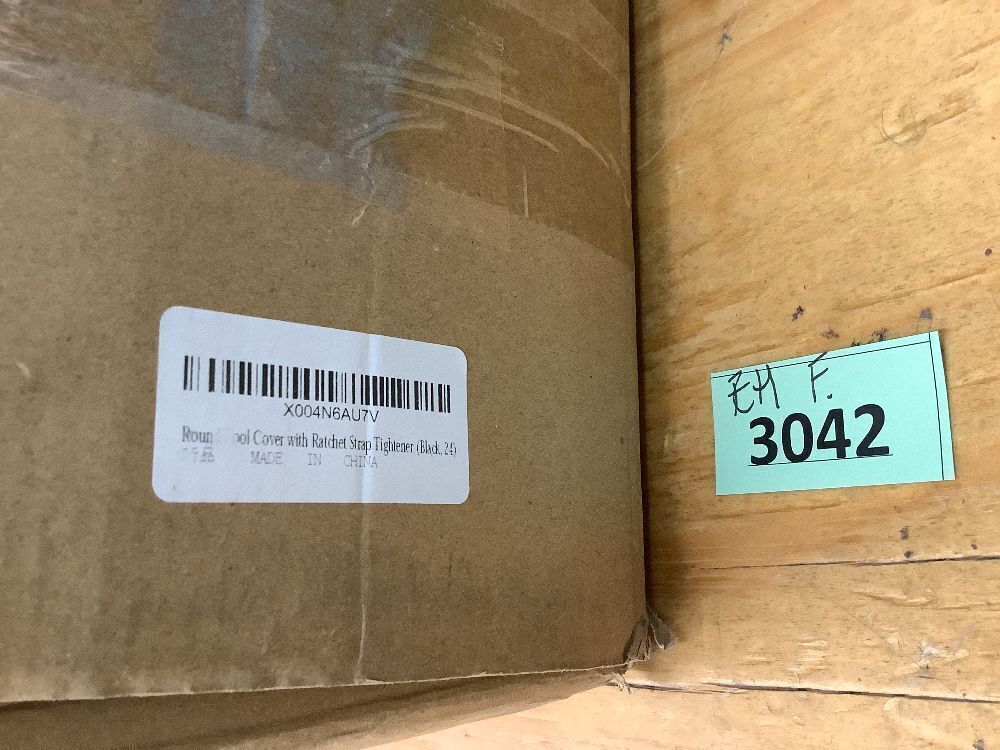 X004N6AU7V
Cover with Ratchet Strap Tightener (Black, 24)
MADE IN CHINA
EH F.
3042